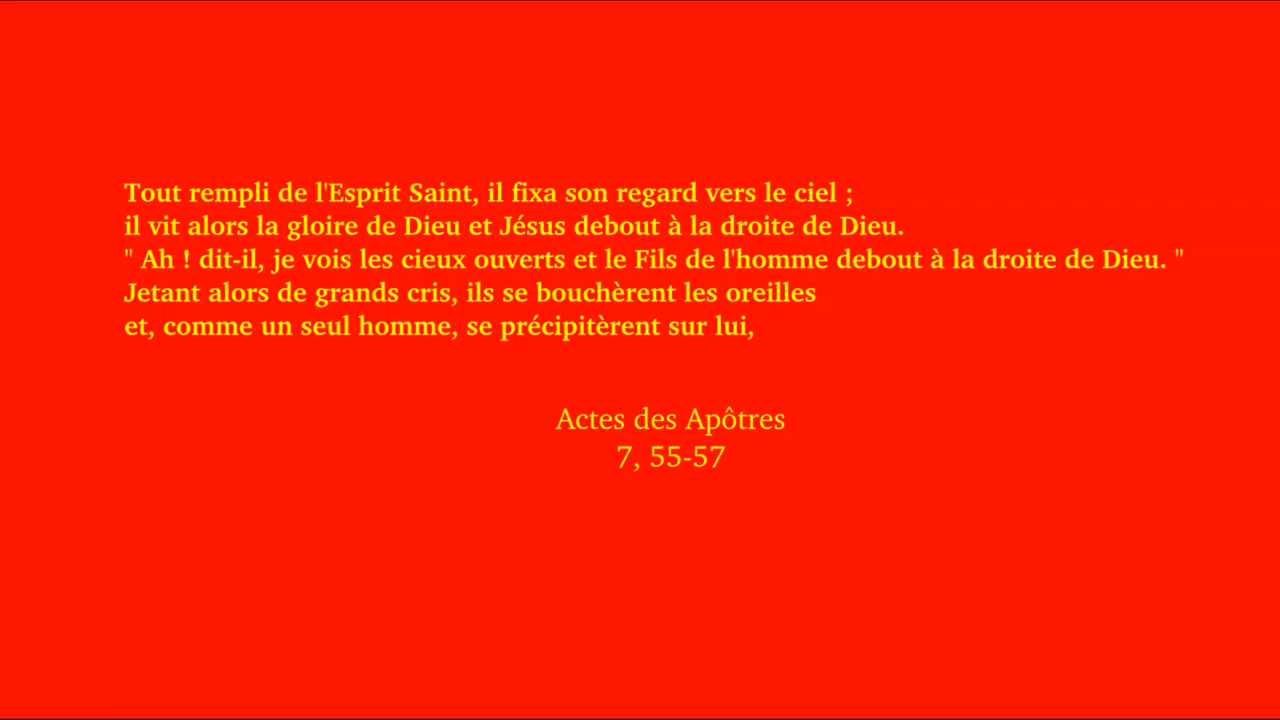 Tout rempli de l'Esprit Saint, il fixa son regard vers le ciel ;
il vit alors la gloire de Dieu et Jésus debout à la droite de Dieu.
" Ah ! dit-il, je vois les cieux ouverts et le Fils de l'homme debout à la droite de Dieu. "
Jetant alors de grands cris, ils se bouchèrent les oreilles
et, comme un seul homme, se précipitèrent sur lui,
Actes des Apôtres
7, 55-57